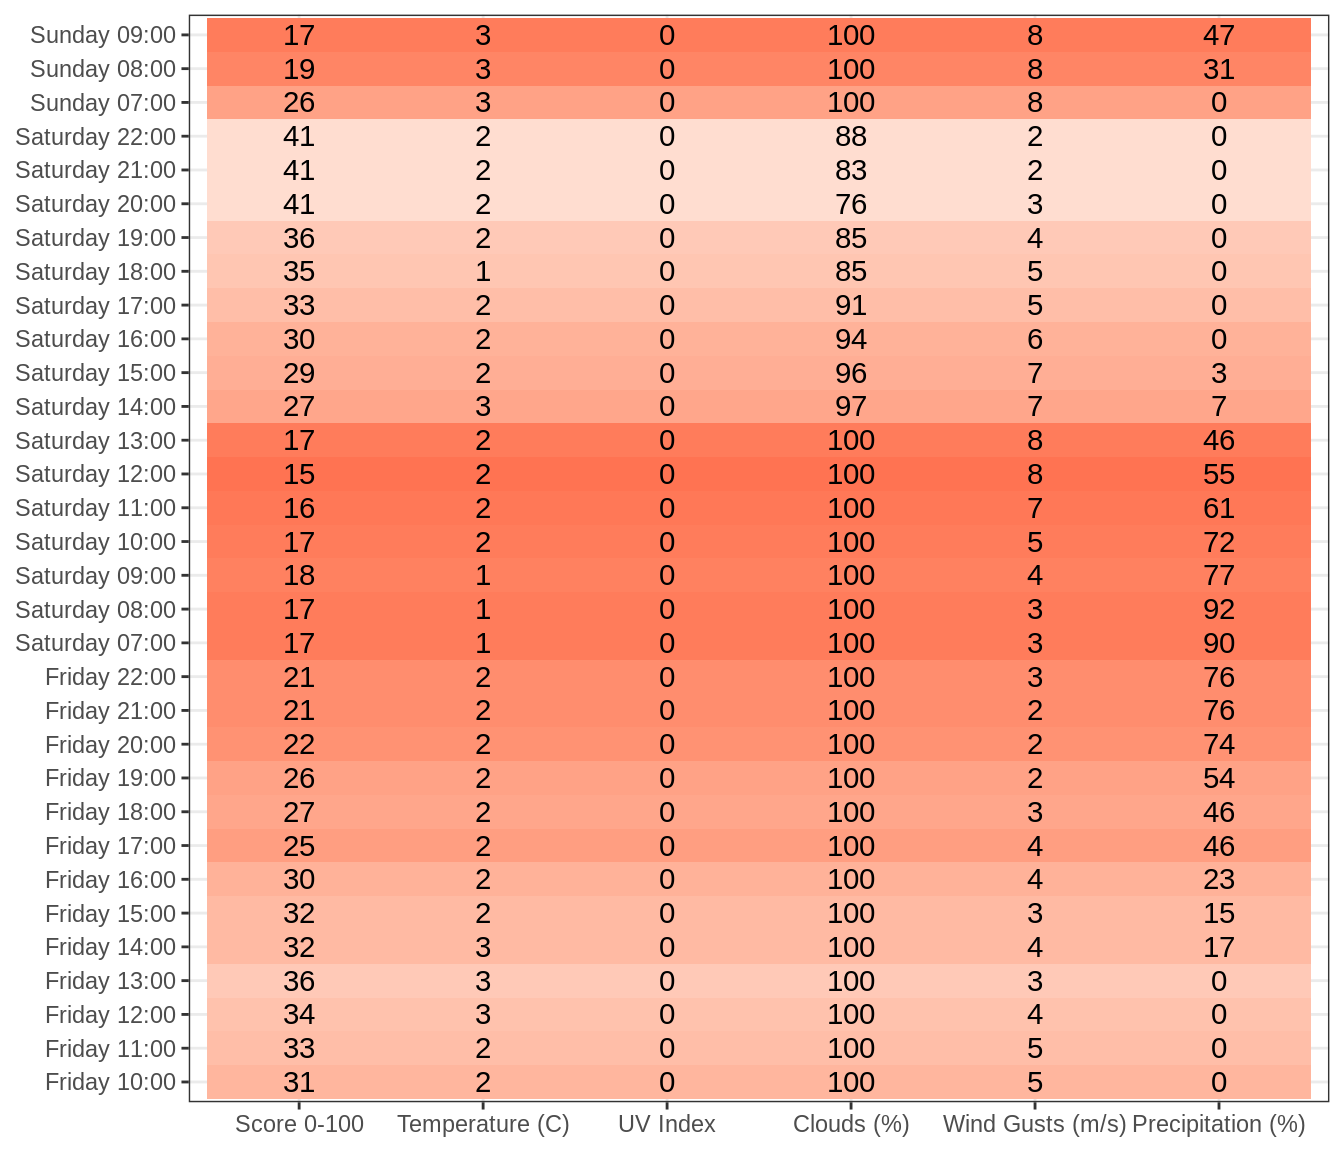 Sunday 09:00 17 3 0 100 8 47
Sunday 08:00 19 3 0 100 8 31
Sunday 07:00 26 3 0 100 8 0
Saturday 22:00 41 2 0 88 2 0
Saturday 21:00 41 2 0 83 2 0
Saturday 20:00 41 2 0 76 3 0
Saturday 19:00 36 2 0 85 4 0
Saturday 18:00 35 1 0 85 5 0
Saturday 17:00 33 2 0 91 5 0
Saturday 16:00 30 2 0 94 6 0
Saturday 15:00 29 2 0 96 7 3
Saturday 14:00 27 3 0 97 7 7
Saturday 13:00 17 2 0 100 8 46
Saturday 12:00 15 2 0 100 8 55
Saturday 11:00 16 2 0 100 7 61
Saturday 10:00 17 2 0 100 5 72
Saturday 09:00 18 1 0 100 4 77
Saturday 08:00 17 1 0 100 3 92
Saturday 07:00 17 1 0 100 3 90
Friday 22:00 21 2 0 100 3 76
Friday 21:00 21 2 0 100 2 76
Friday 20:00 22 2 0 100 2 74
Friday 19:00 26 2 0 100 2 54
Friday 18:00 27 2 0 100 3 46
Friday 17:00 25 2 0 100 4 46
Friday 16:00 30 2 0 100 4 23
Friday 15:00 32 2 0 100 3 15
Friday 14:00 32 3 0 100 4 17
Friday 13:00 36 3 0 100 3 0
Friday 12:00 34 3 0 100 4 0
Friday 11:00 33 2 0 100 5 0
Friday 10:00 31 2 0 100 5 0
Score 0-100 Temperature (C) UV Index Clouds (%) Wind Gusts (m/s) Precipitation (%)